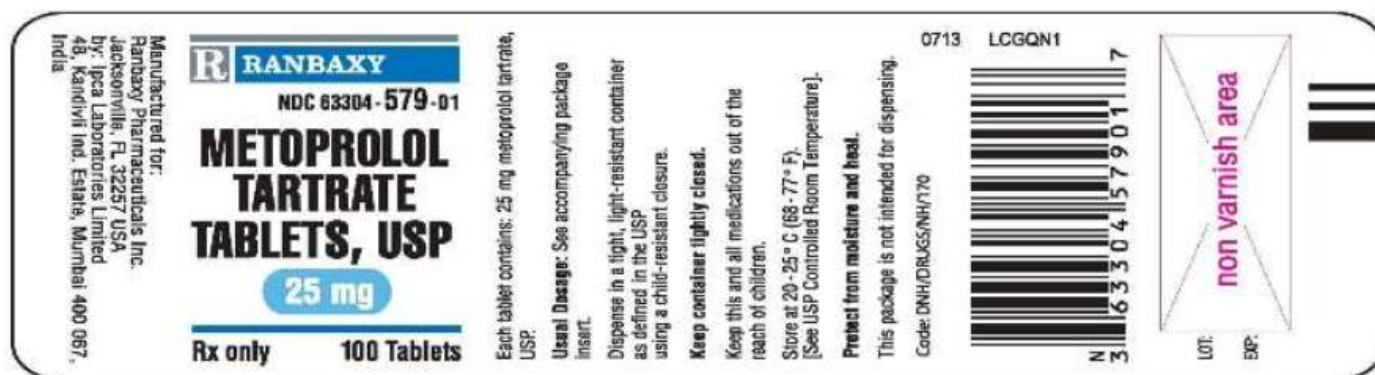 Manufactured for:
Ranbaxy Pharmaceuticals Inc.
Jacksonville, FL 32257 USA
by: Ipca Laboratories Limited
48, Kandivli Ind. Estate, Mumbai 400 067,
India
R RANBAXY
NDC 63304-579-01
METOPROLOL
TARTRATE
TABLETS, USP
25 mg
Rx only 100 Tablets
Each tablet contains: 25 mg metoprolol tartrate,
USP.
Usual Dosage: See accompanying package
insert.
Dispense in a tight, light-resistant container
as defined in the USP
using a child-resistant closure.
Keep container tightly closed.
Keep this and all medications out of the
reach of children.
Store at 20-25° C (68-77° F).
[See USP Controlled Room Temperature].
Protect from moisture and heat.
This package is not intended for dispensing.
Code: DNH/DRUGS/NH/170
0713 LCGQN1
N
3 63304 57901 7
non varnish area
LOT:
EXP: